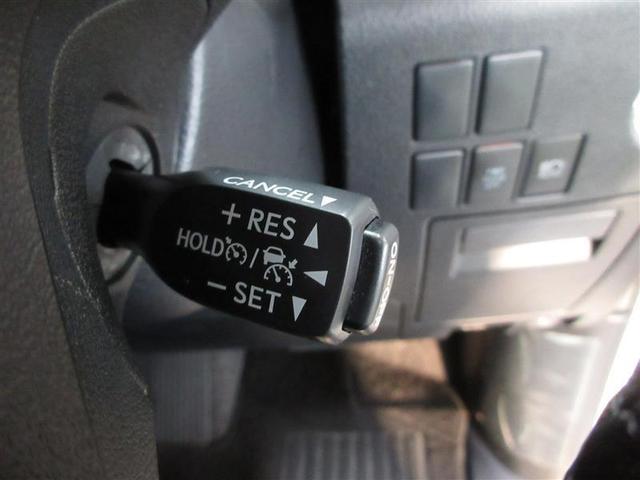 CANCEL▼
+ RES ▲
HOLD / ◀
− SET ▼